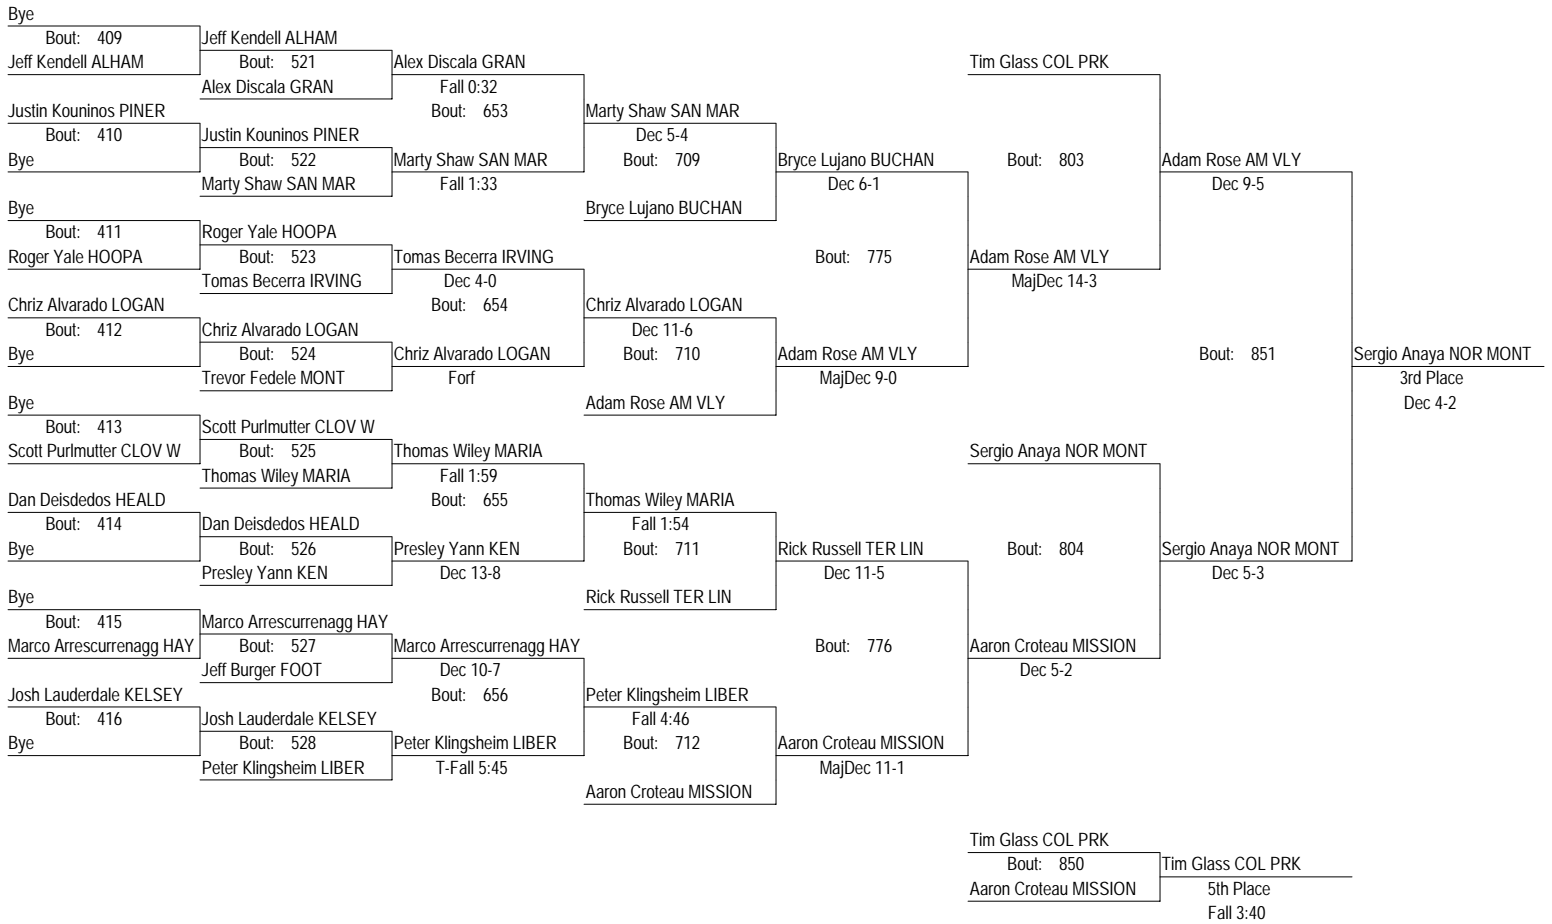 Bye
Bout: 409
Jeff Kendell ALHAM
Justin Kouninos PINER
Bout: 410
Bye
Bye
Bout: 411
Roger Yale HOOPA
Chriz Alvarado LOGAN
Bout: 412
Bye
Bye
Bout: 413
Scott Purlmutter CLOV W
Dan Deisdedos HEALD
Bout: 414
Bye
Bye
Bout: 415
Marco Arrescurrenagg HAY
Josh Lauderdale KELSEY
Bout: 416
Bye
Jeff Kendell ALHAM
Bout: 521
Alex Discala GRAN
Justin Kouninos PINER
Bout: 522
Marty Shaw SAN MAR
Roger Yale HOOPA
Bout: 523
Tomas Becerra IRVING
Chriz Alvarado LOGAN
Bout: 524
Trevor Fedele MONT
Scott Purlmutter CLOV W
Bout: 525
Thomas Wiley MARIA
Dan Deisdedos HEALD
Bout: 526
Presley Yann KEN
Marco Arrescurrenagg HAY
Bout: 527
Jeff Burger FOOT
Josh Lauderdale KELSEY
Bout: 528
Peter Klingsheim LIBER
Alex Discala GRAN
Fall 0:32
Bout: 653
Marty Shaw SAN MAR
Fall 1:33
Tomas Becerra IRVING
Dec 4-0
Bout: 654
Chriz Alvarado LOGAN
Forf
Thomas Wiley MARIA
Fall 1:59
Bout: 655
Presley Yann KEN
Dec 13-8
Marco Arrescurrenagg HAY
Dec 10-7
Bout: 656
Peter Klingsheim LIBER
T-Fall 5:45
Marty Shaw SAN MAR
Dec 5-4
Bout: 709
Bryce Lujano BUCHAN
Chriz Alvarado LOGAN
Dec 11-6
Bout: 710
Adam Rose AM VLY
Thomas Wiley MARIA
Fall 1:54
Bout: 711
Rick Russell TER LIN
Peter Klingsheim LIBER
Fall 4:46
Bout: 712
Aaron Croteau MISSION
Bryce Lujano BUCHAN
Dec 6-1
Bout: 775
Adam Rose AM VLY
MajDec 9-0
Rick Russell TER LIN
Dec 11-5
Bout: 776
Aaron Croteau MISSION
MajDec 11-1
Tim Glass COL PRK
Bout: 803
Adam Rose AM VLY
MajDec 14-3
Sergio Anaya NOR MONT
Bout: 804
Aaron Croteau MISSION
Dec 5-2
Adam Rose AM VLY
Dec 9-5
Bout: 851
Sergio Anaya NOR MONT
Dec 5-3
Sergio Anaya NOR MONT
3rd Place
Dec 4-2
Tim Glass COL PRK
Bout: 850
Aaron Croteau MISSION
Tim Glass COL PRK
5th Place
Fall 3:40